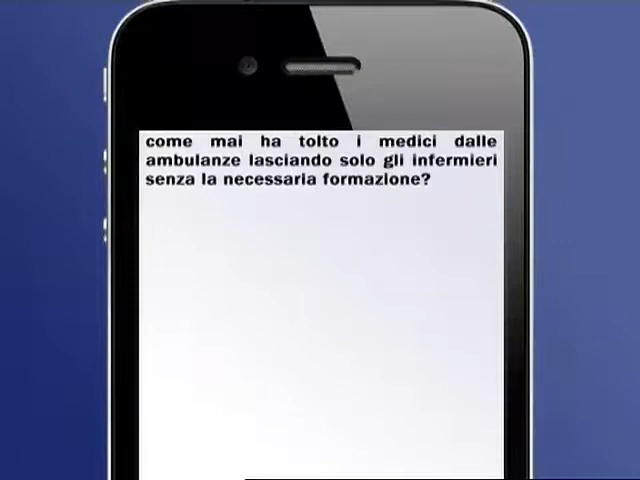 come mai ha tolto i medici dalle
ambulanze lasciando solo gli infermieri
senza la necessaria formazione?